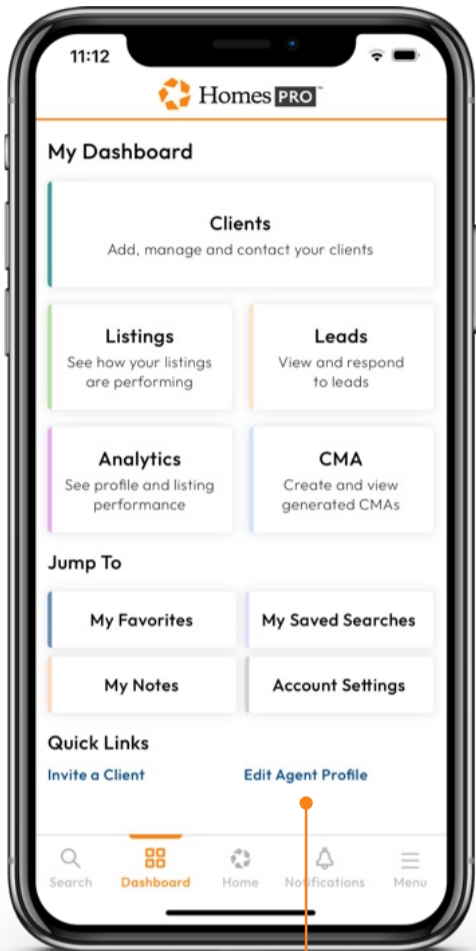 11:12
Homes PRO™
My Dashboard
Clients
Add, manage and contact your clients
Listings
See how your listings
are performing
Leads
View and respond
to leads
Analytics
See profile and listing
performance
CMA
Create and view
generated CMAs
Jump To
My Favorites
My Saved Searches
My Notes
Account Settings
Quick Links
Invite a Client
Edit Agent Profile
Search
Dashboard
Home
Notifications
Menu